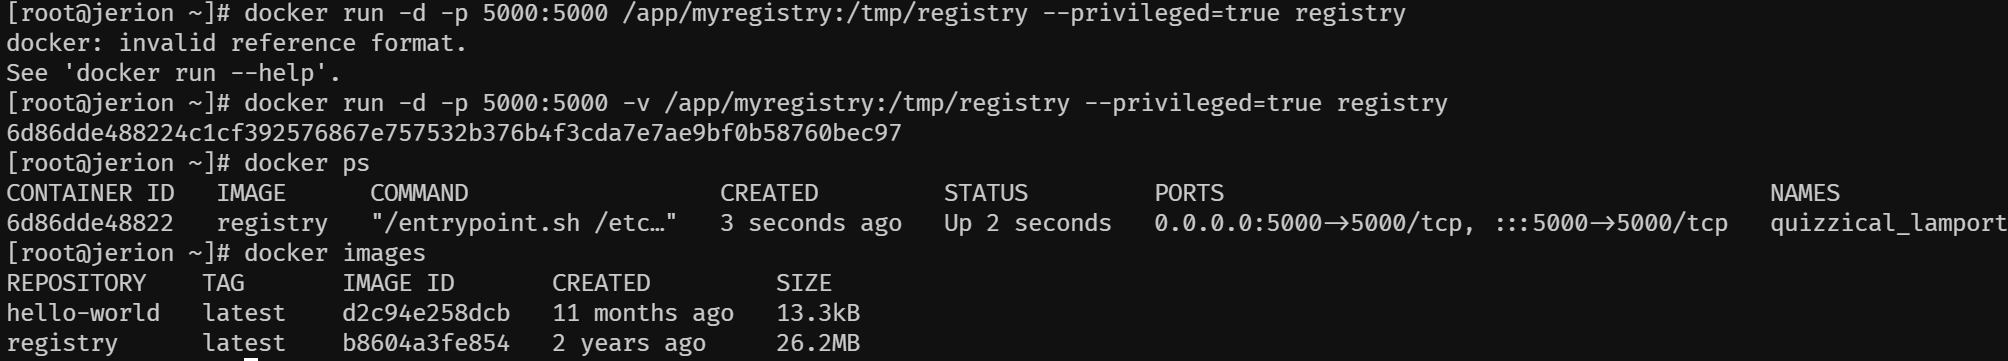 [root@jerion ~]# docker run -d -p 5000:5000 /app/myregistry:/tmp/registry --privileged=true registry
docker: invalid reference format.
See 'docker run --help'.
[root@jerion ~]# docker run -d -p 5000:5000 -v /app/myregistry:/tmp/registry --privileged=true registry
6d86dde488224c1cf392576867e757532b376b4f3cda7e7ae9bf0b58760bec97
[root@jerion ~]# docker ps
CONTAINER ID   IMAGE      COMMAND                  CREATED         STATUS         PORTS                                       NAMES
6d86dde48822   registry   "/entrypoint.sh /etc…"   3 seconds ago   Up 2 seconds   0.0.0.0:5000->5000/tcp, :::5000->5000/tcp   quizzical_lamport
[root@jerion ~]# docker images
REPOSITORY    TAG       IMAGE ID       CREATED         SIZE
hello-world   latest    d2c94e258dcb   11 months ago   13.3kB
registry      latest    b8604a3fe854   2 years ago     26.2MB